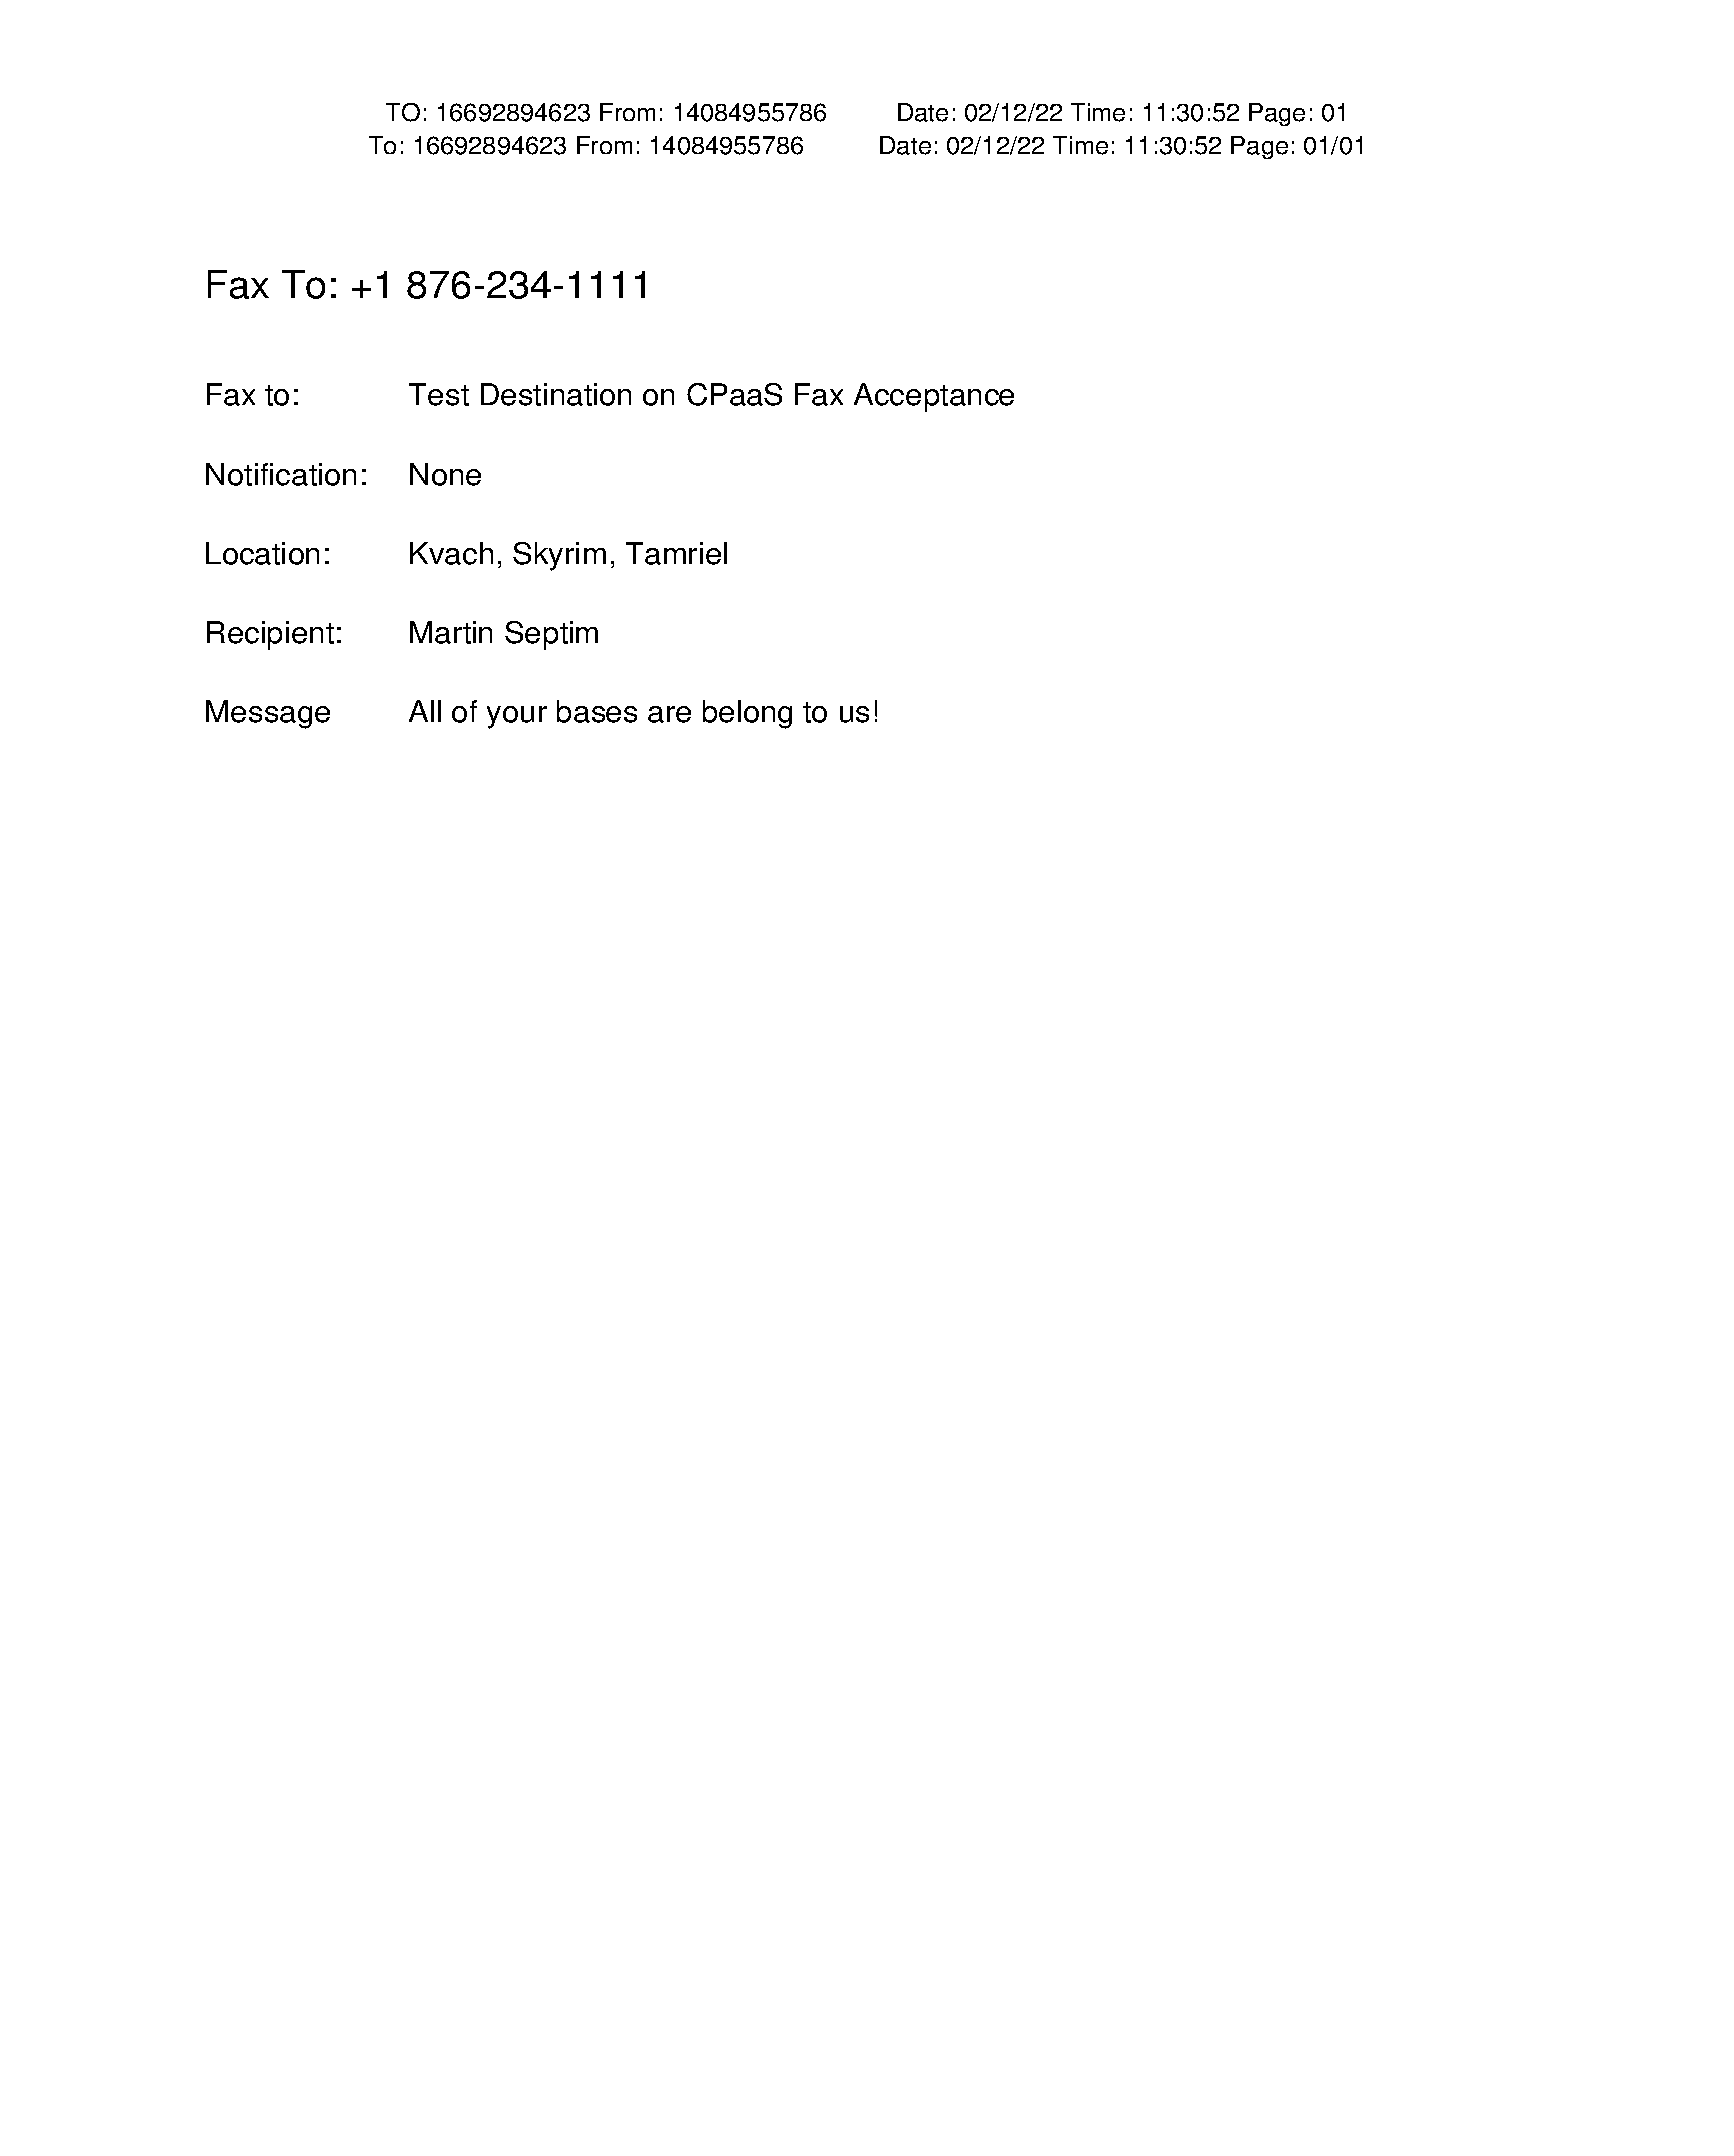 TO: 16692894623 From: 14084955786 Date: 02/12/22 Time: 11:30:52 Page: 01
To: 16692894623 From: 14084955786 Date: 02/12/22 Time: 11:30:52 Page: 01/01
Fax To: +1 876-234-1111
Fax to: Test Destination on CPaaS Fax Acceptance
Notification: None
Location: Kvach, Skyrim, Tamriel
Recipient: Martin Septim
Message All of your bases are belong to us!